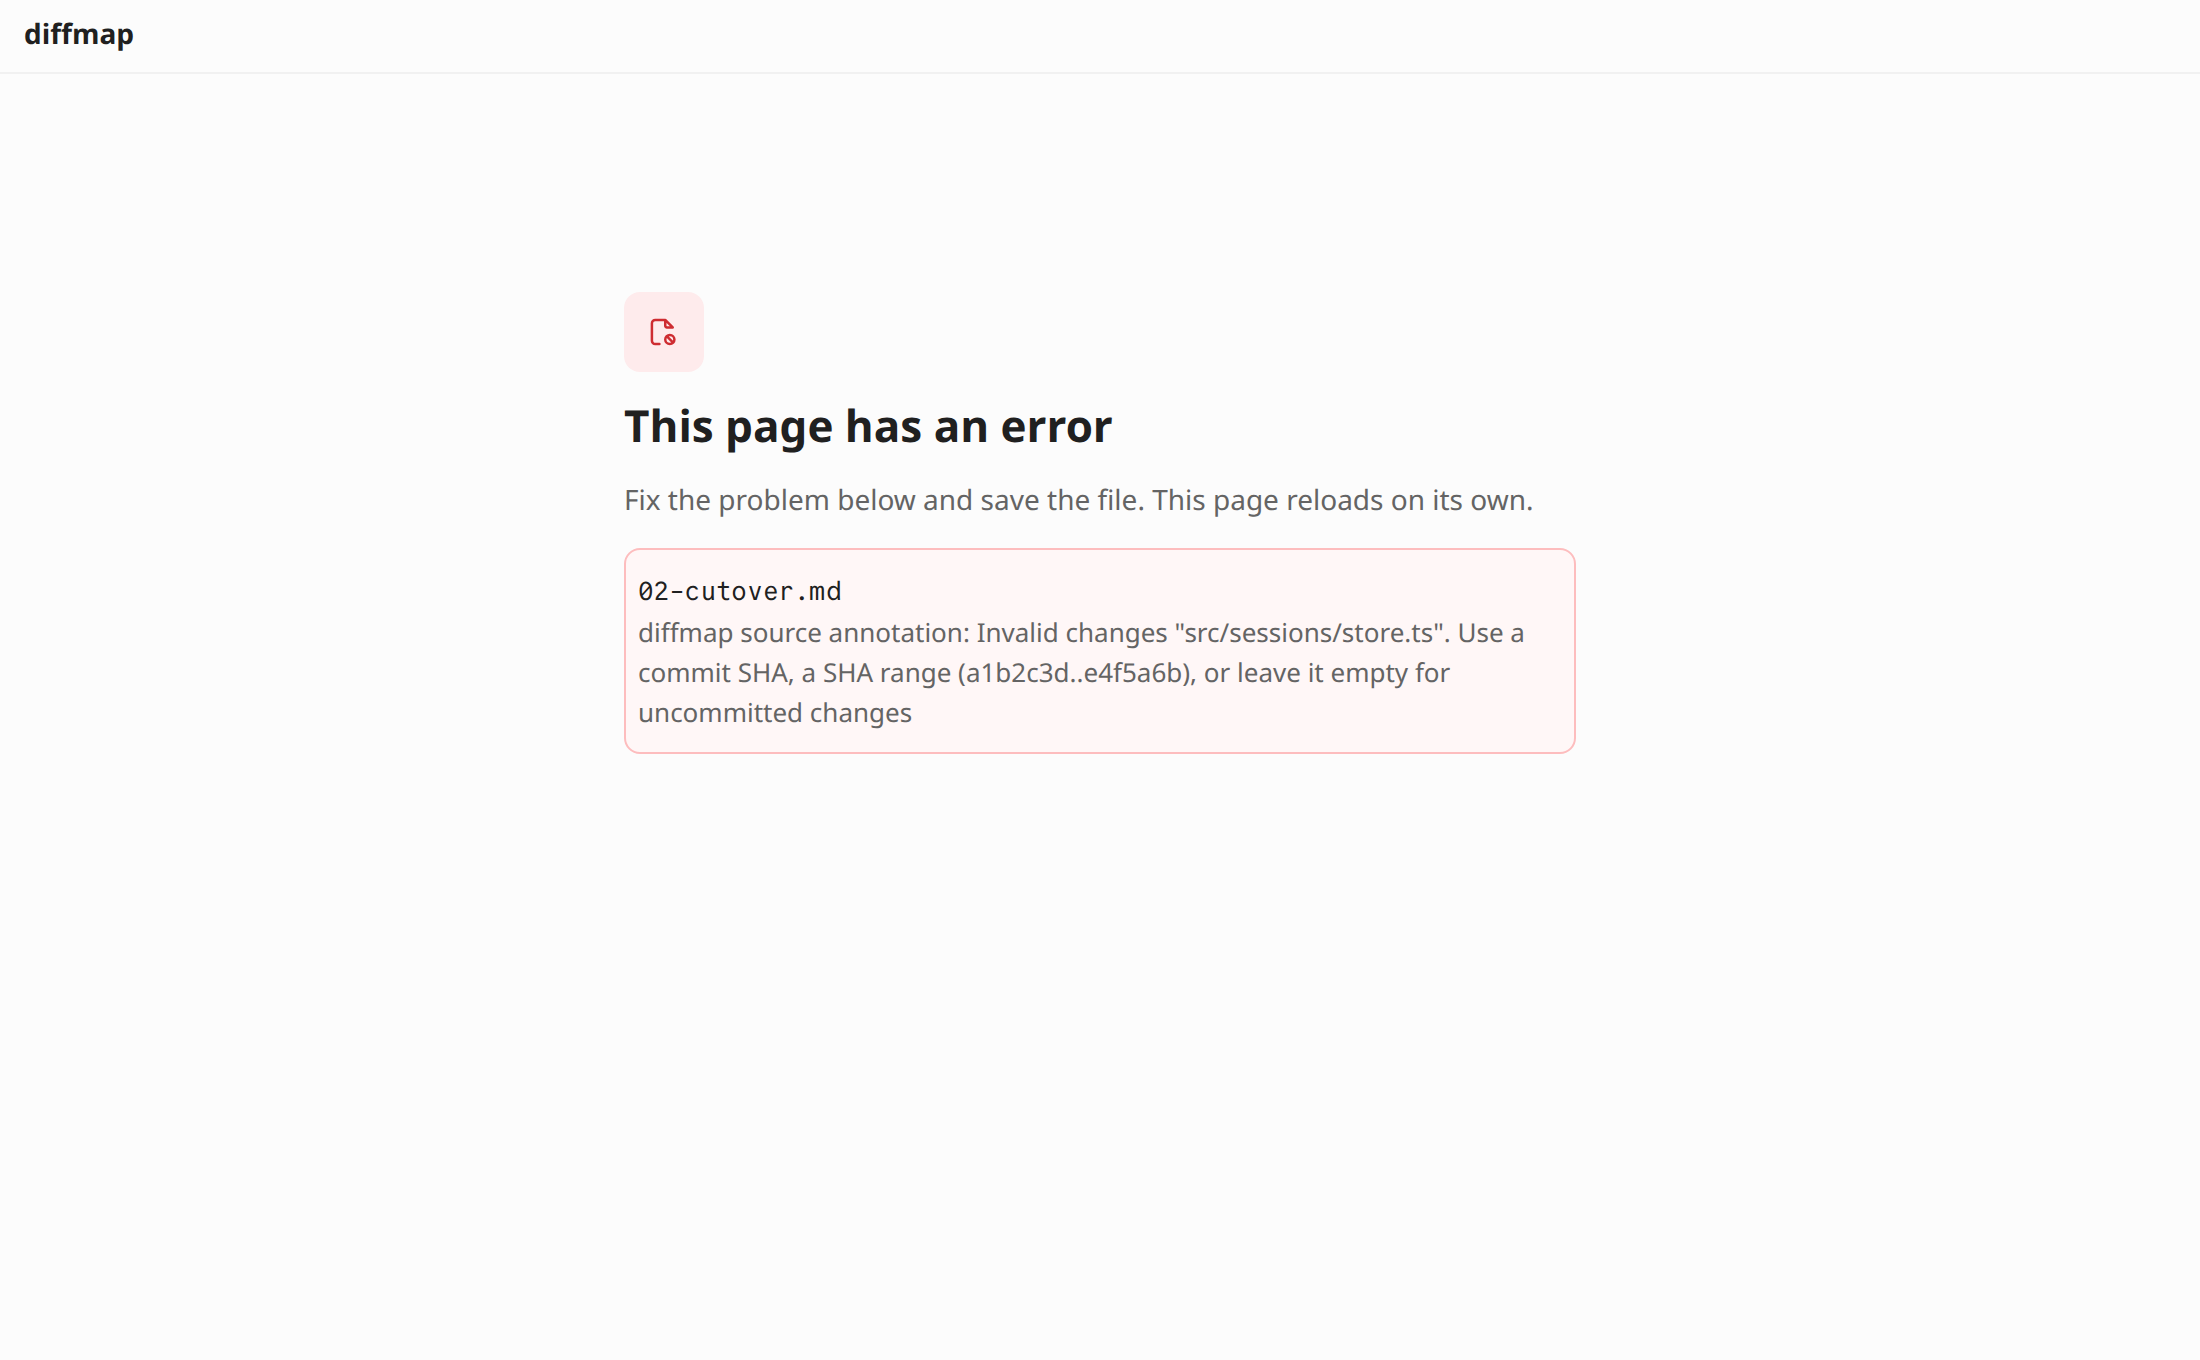 diffmap
This page has an error
Fix the problem below and save the file. This page reloads on its own.
02-cutover.md
diffmap source annotation: Invalid changes "src/sessions/store.ts". Use a
commit SHA, a SHA range (a1b2c3d..e4f5a6b), or leave it empty for
uncommitted changes